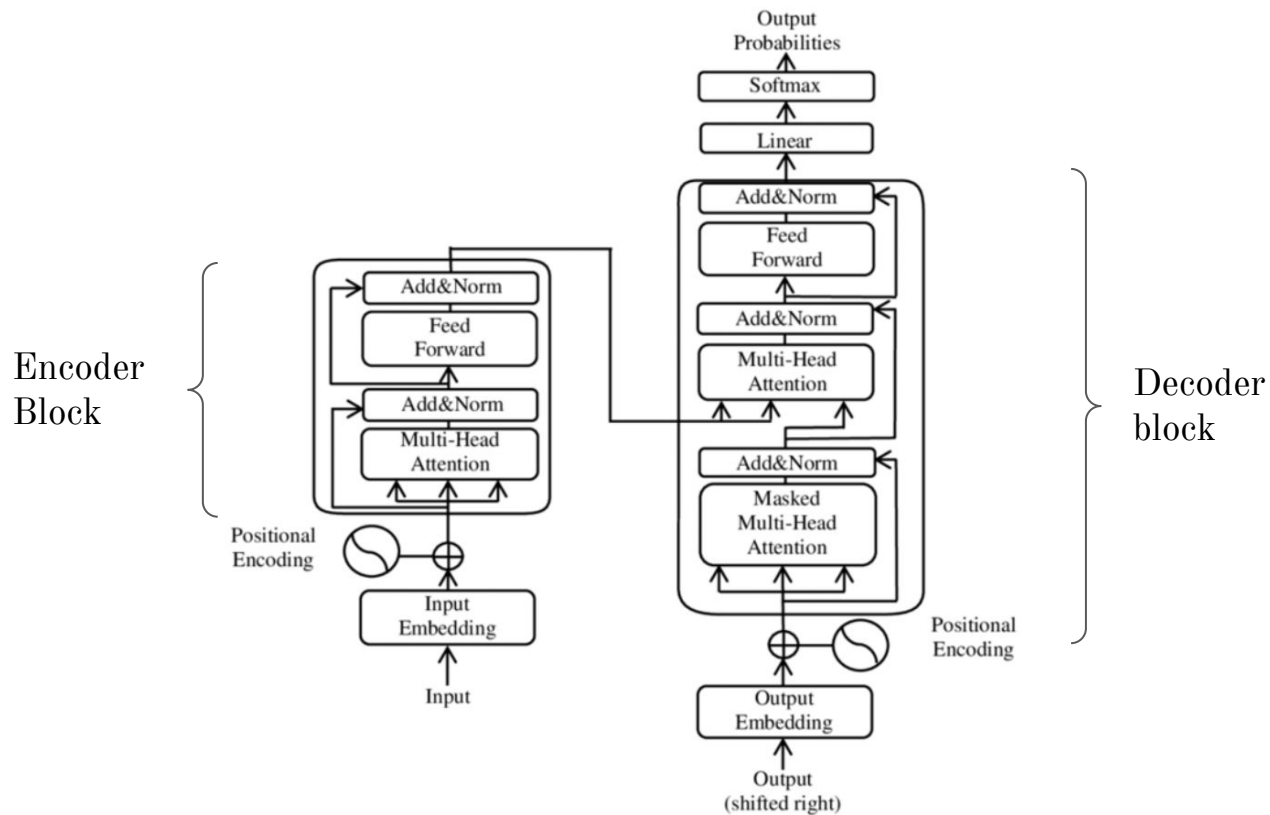 Output
Probabilities
Softmax
Linear
Add&Norm
Feed
Forward
Add&Norm
Multi-Head
Attention
Add&Norm
Masked
Multi-Head
Attention
Positional
Encoding
Output
Embedding
Output
(shifted right)
Decoder
block
Encoder
Block
Add&Norm
Feed
Forward
Add&Norm
Multi-Head
Attention
Positional
Encoding
Input
Embedding
Input